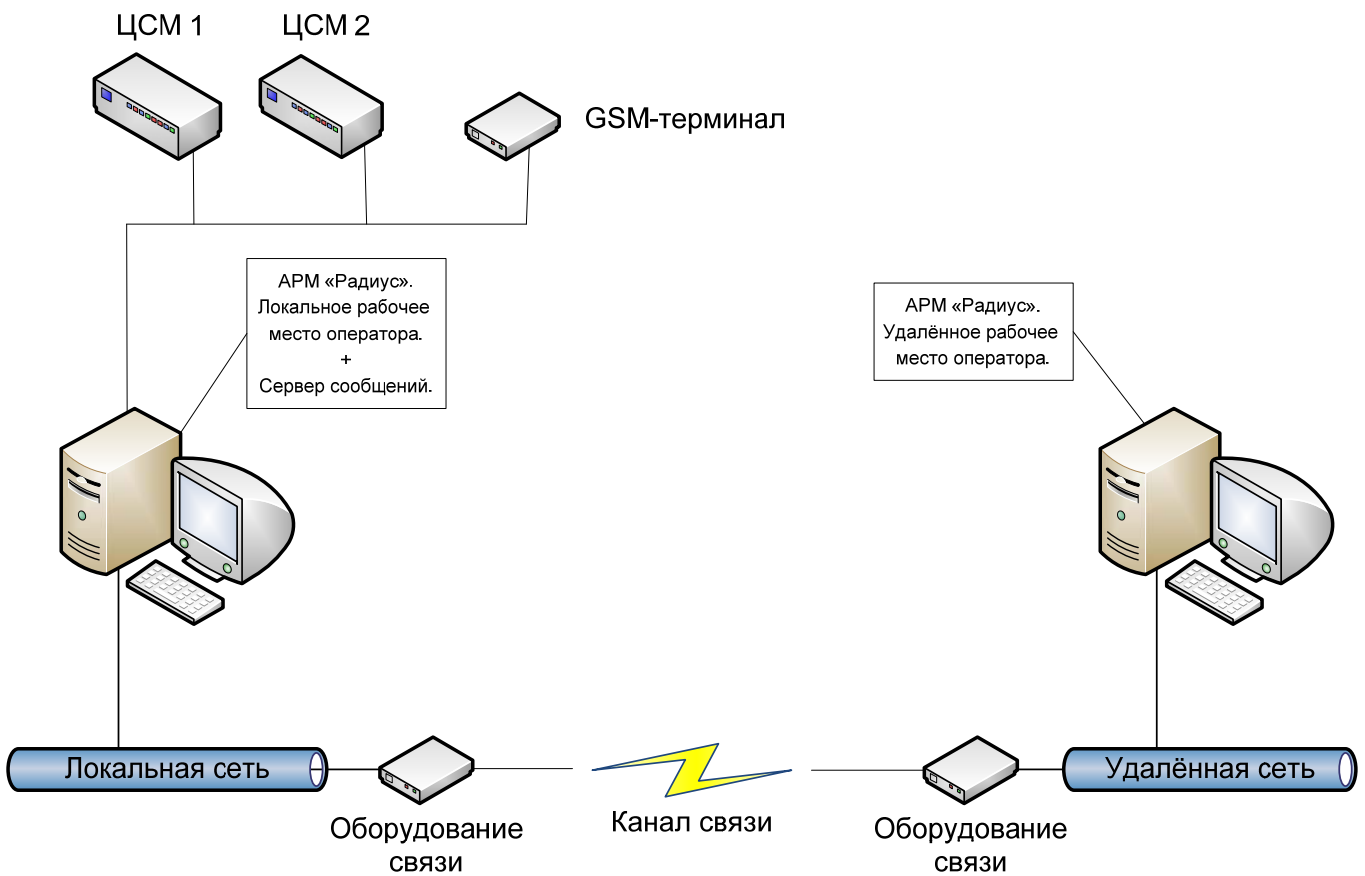 ЦСМ 1
ЦСМ 2
GSM-терминал
АРМ «Радиус».
Локальное рабочее
место оператора.
+
Сервер сообщений.
АРМ «Радиус».
Удалённое рабочее
место оператора.
Локальная сеть
Оборудование
связи
Канал связи
Оборудование
связи
Удалённая сеть